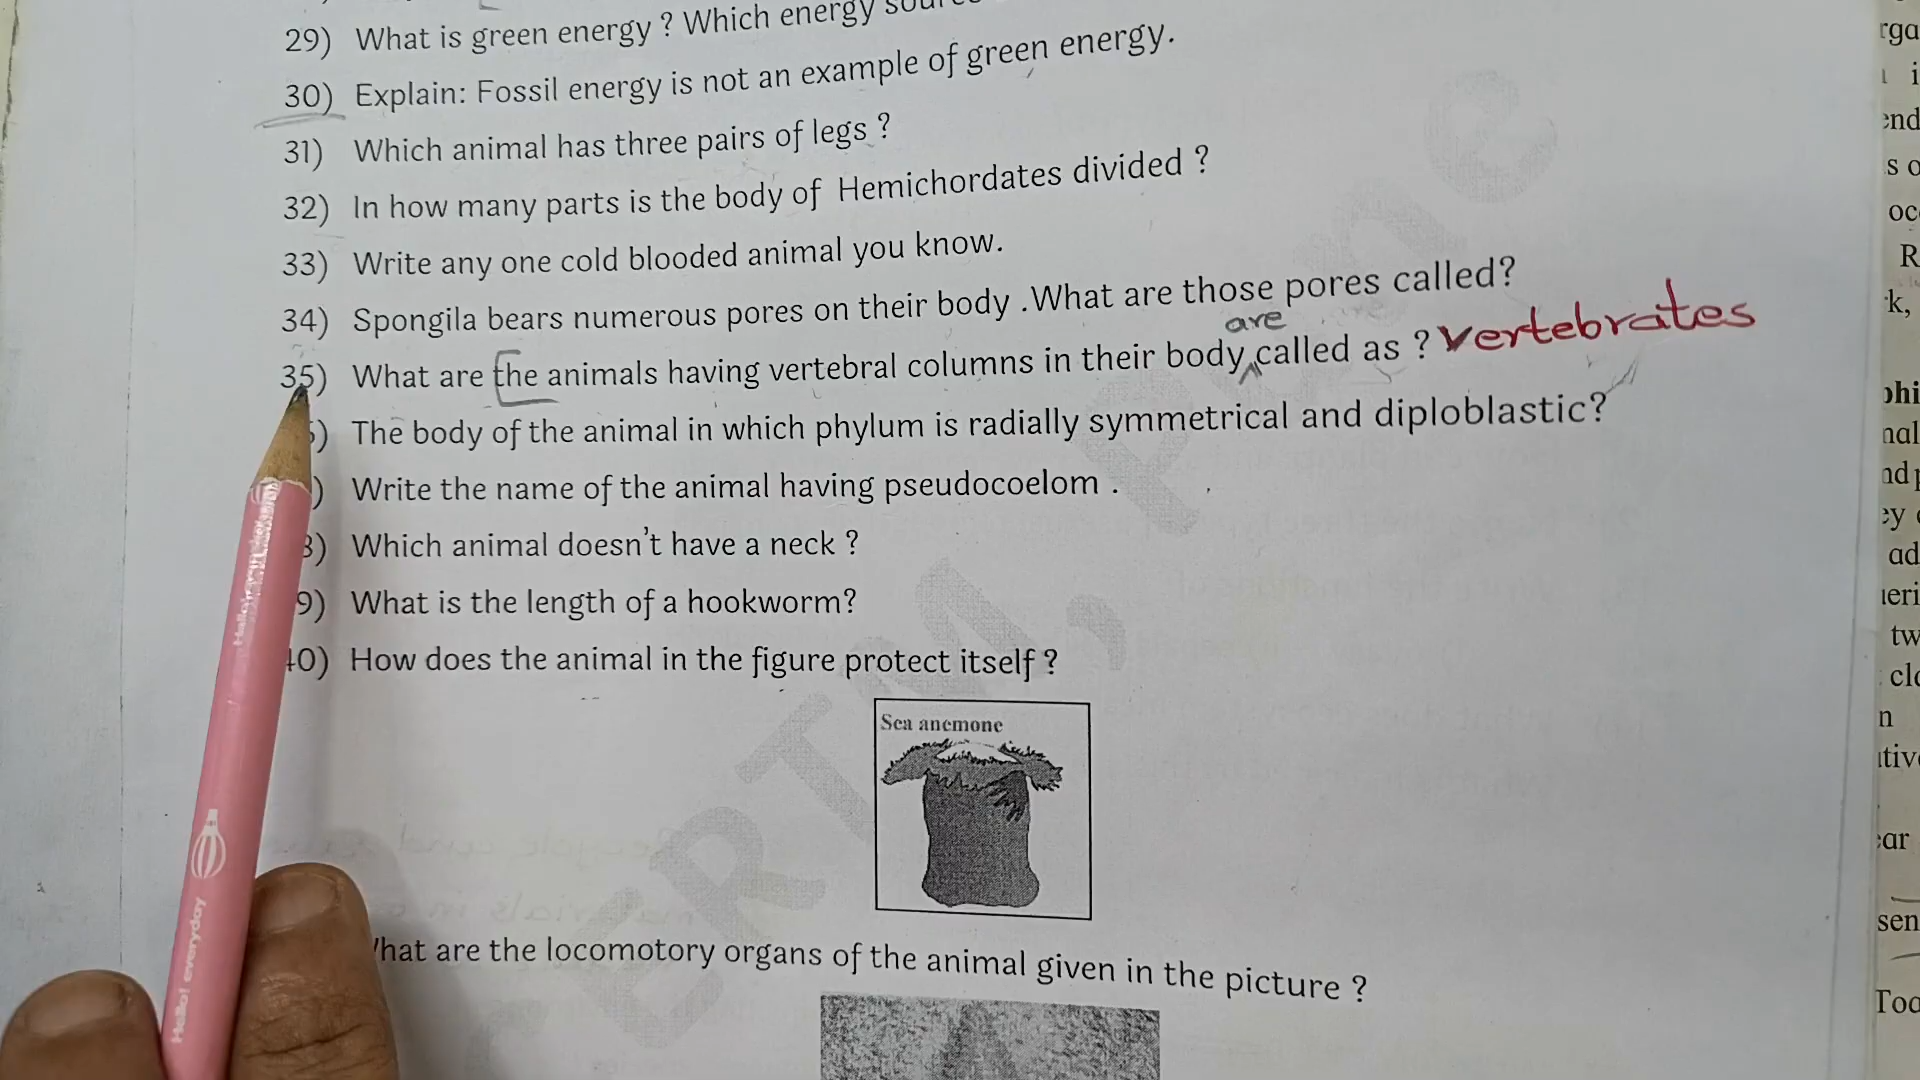 29) What is green energy ? Which energy
30) Explain: Fossil energy is not an example of green energy.
31) Which animal has three pairs of legs ?
32) In how many parts is the body of Hemichordates divided ?
33) Write any one cold blooded animal you know.
34) Spongila bears numerous pores on their body .What are those pores called?
are
35) What are the animals having vertebral columns in their body called as ? vertebrates
) The body of the animal in which phylum is radially symmetrical and diploblastic?
) Write the name of the animal having pseudocoelom .
) Which animal doesn't have a neck ?
9) What is the length of a hookworm?
40) How does the animal in the figure protect itself ?
Sea anemone
hat are the locomotory organs of the animal given in the picture ?
Hello! everyday